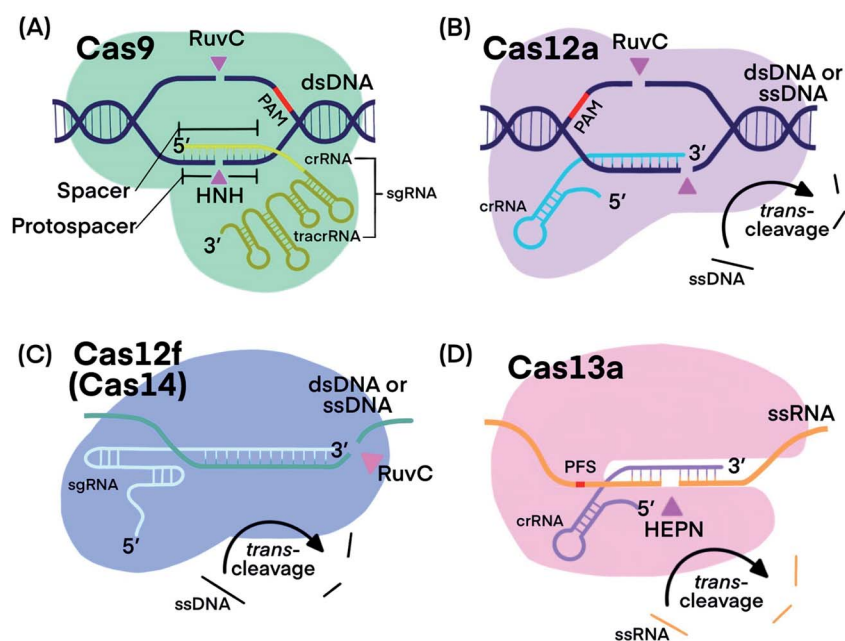 (A)
Cas9
RuvC
dsDNA
PAM
5′
crRNA
Spacer
HNH
sgRNA
Protospacer
tracrRNA
3′
(B)
Cas12a
RuvC
dsDNA or
ssDNA
PAM
3′
crRNA
5′
trans-
cleavage
ssDNA
(C)
Cas12f
(Cas14)
dsDNA or
ssDNA
3′
RuvC
sgRNA
5′
trans-
cleavage
ssDNA
(D)
Cas13a
ssRNA
PFS
3′
5′
crRNA
HEPN
trans-
cleavage
ssRNA